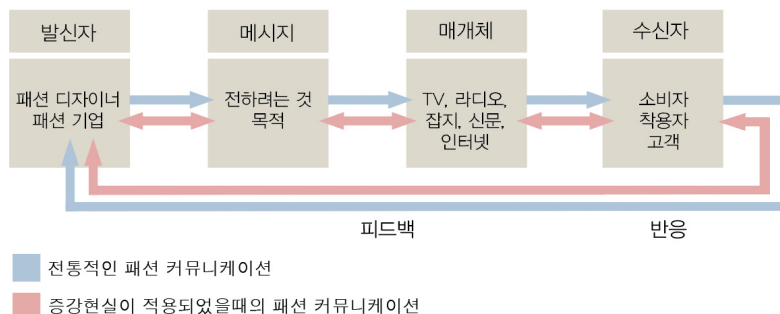 발신자
메시지
매개체
수신자
패션 디자이너
패션 기업
전하려는 것
목적
TV, 라디오,
잡지, 신문,
인터넷
소비자
착용자
고객
피드백
반응
전통적인 패션 커뮤니케이션
증강현실이 적용되었을때의 패션 커뮤니케이션